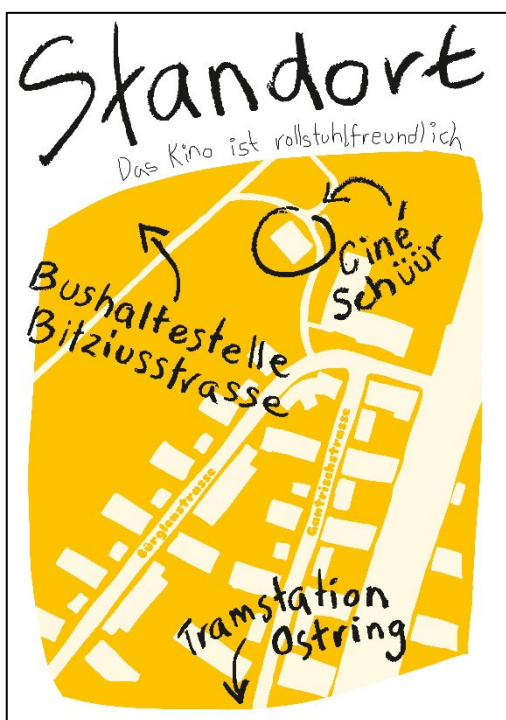 Standort
Das Kino ist rollstuhlfreundlich
Ciné
Schüür
Bushaltestelle
Bitziusstrasse
Bürglenstrasse
Gantrischstrasse
Tramstation
Ostring